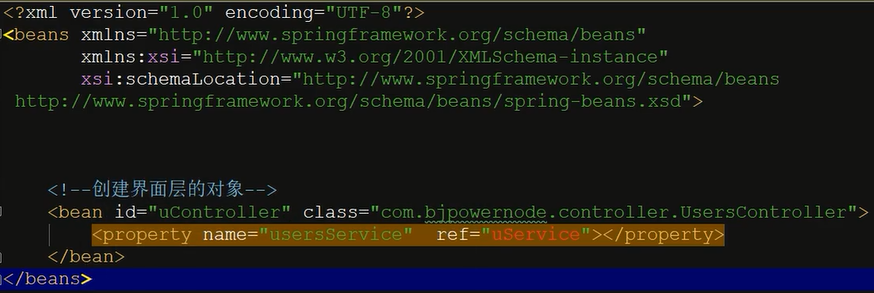 <?xml version="1.0" encoding="UTF-8"?>
<beans xmlns="http://www.springframework.org/schema/beans"
xmlns:xsi="http://www.w3.org/2001/XMLSchema-instance"
xsi:schemaLocation="http://www.springframework.org/schema/beans
http://www.springframework.org/schema/beans/spring-beans.xsd">
<!--创建界面层的对象-->
<bean id="uController" class="com.bjpowernode.controller.UsersController">
<property name="usersService" ref="uService"></property>
</bean>
</beans>